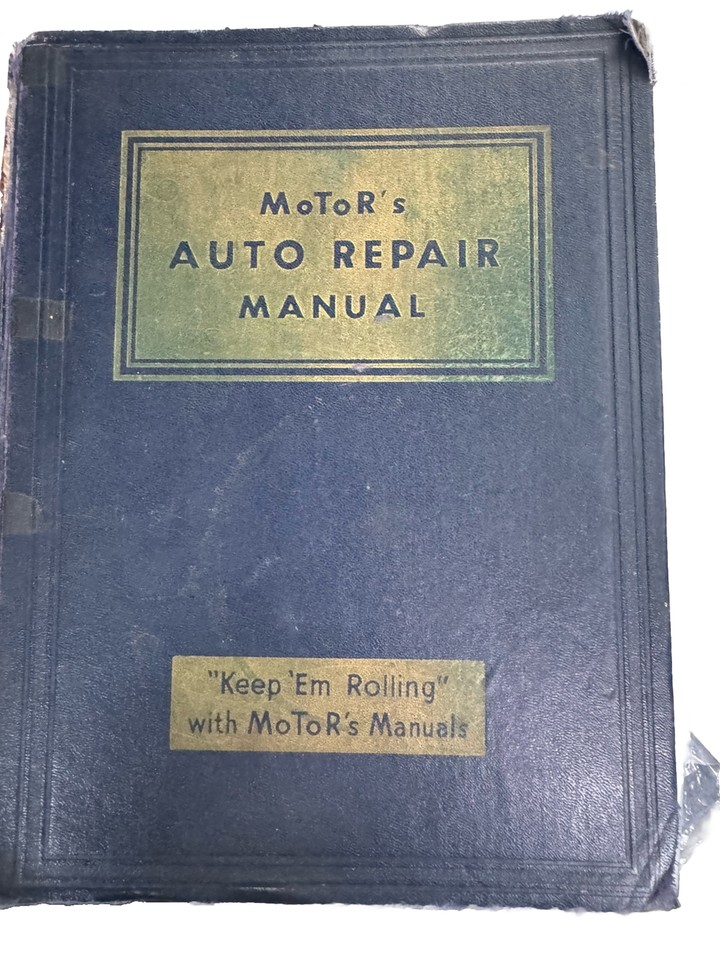 MoToR's
AUTO REPAIR
MANUAL
"Keep 'Em Rolling"
with MoToR's Manuals